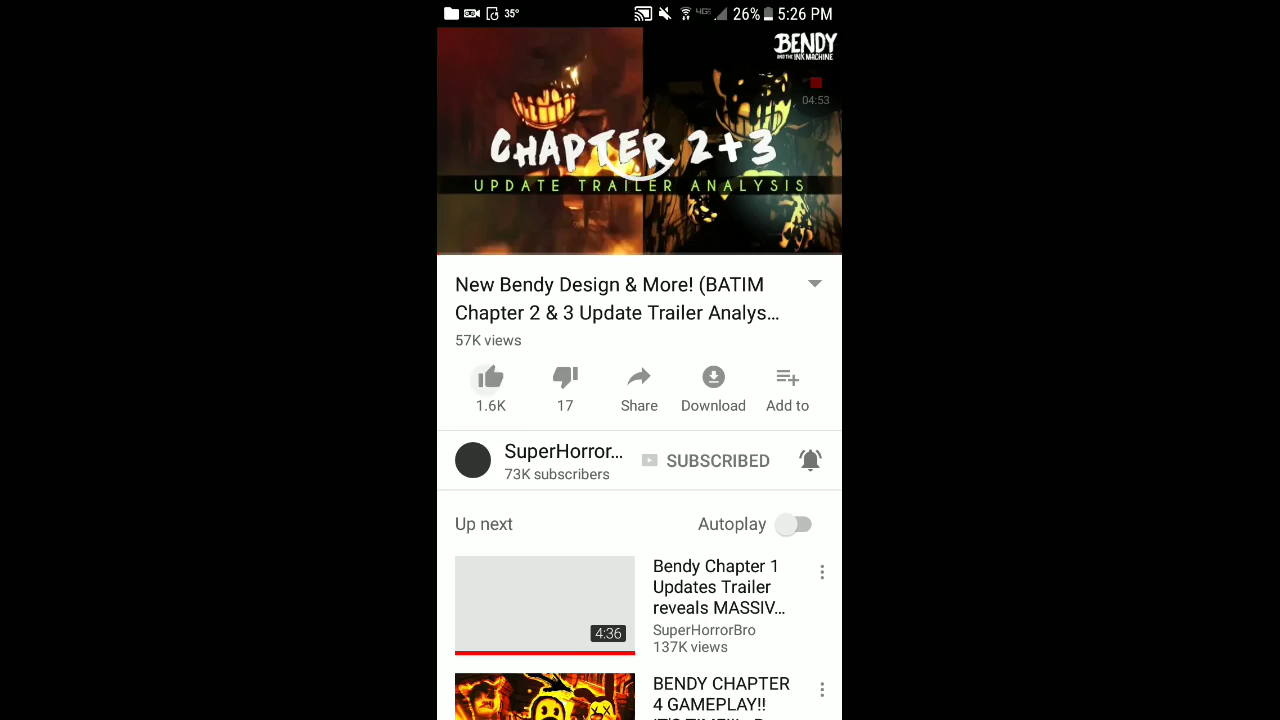 35°
4G
26%
5:26 PM
BENDY
AND THE INK MACHINE
04:53
CHAPTER 2+3
UPDATE TRAILER ANALYSIS
New Bendy Design & More! (BATIM
Chapter 2 & 3 Update Trailer Analys…
57K views
1.6K
17
Share
Download
Add to
SuperHorror…
73K subscribers
SUBSCRIBED
Up next
Autoplay
4:36
Bendy Chapter 1
Updates Trailer
reveals MASSIV…
SuperHorrorBro
137K views
BENDY CHAPTER
4 GAMEPLAY!!